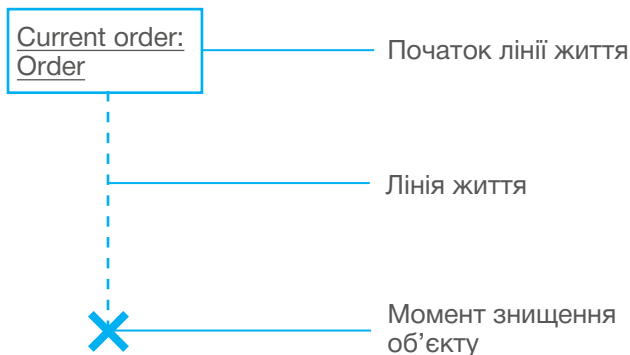 Current order:
Order
Початок лінії життя
Лінія життя
Момент знищення
об’єкту